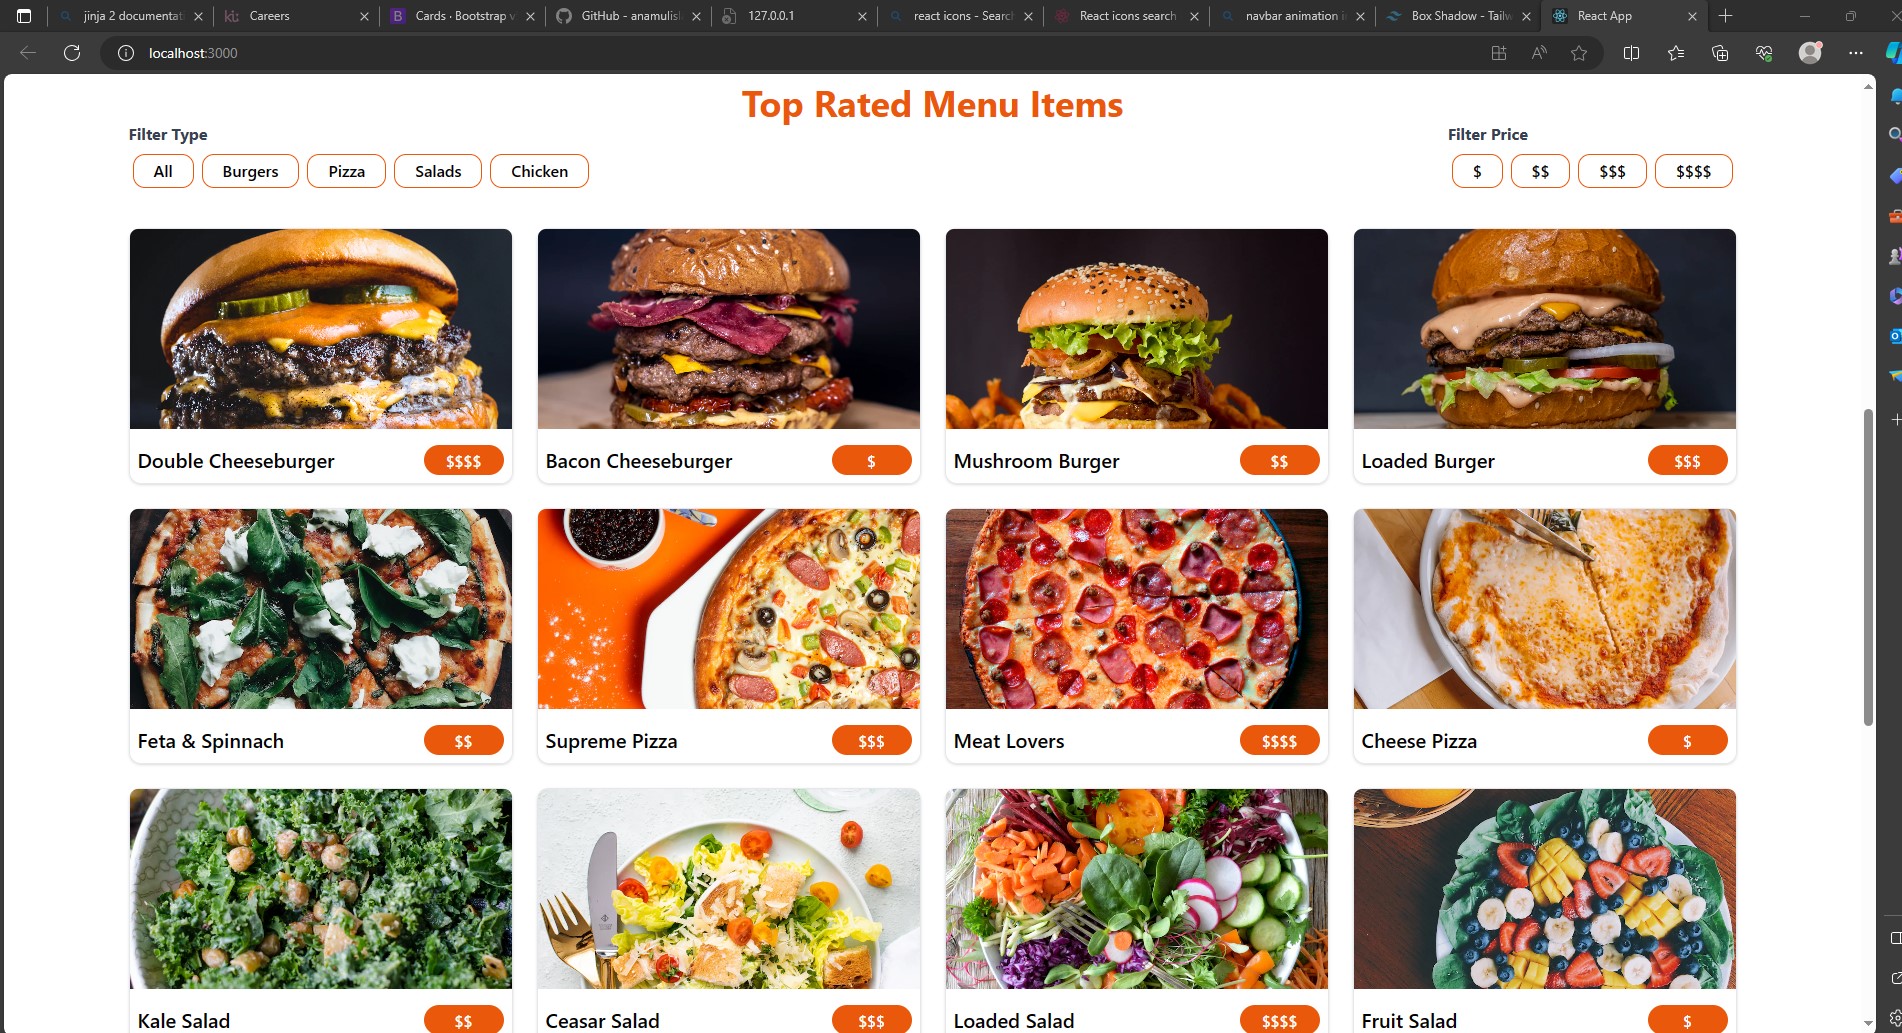 jinja 2 documentat
Careers
Cards · Bootstrap v
GitHub - anamulisl
127.0.0.1
react icons - Search
React icons search
navbar animation i
Box Shadow - Tailw
React App
localhost:3000
Top Rated Menu Items
Filter Type
Filter Price
All Burgers Pizza Salads Chicken
$ $$ $$$ $$$$
Double Cheeseburger $$$$
Bacon Cheeseburger $
Mushroom Burger $$
Loaded Burger $$$
Feta & Spinnach $$
Supreme Pizza $$$
Meat Lovers $$$$
Cheese Pizza $
Kale Salad $$
Ceasar Salad $$$
Loaded Salad $$$$
Fruit Salad $